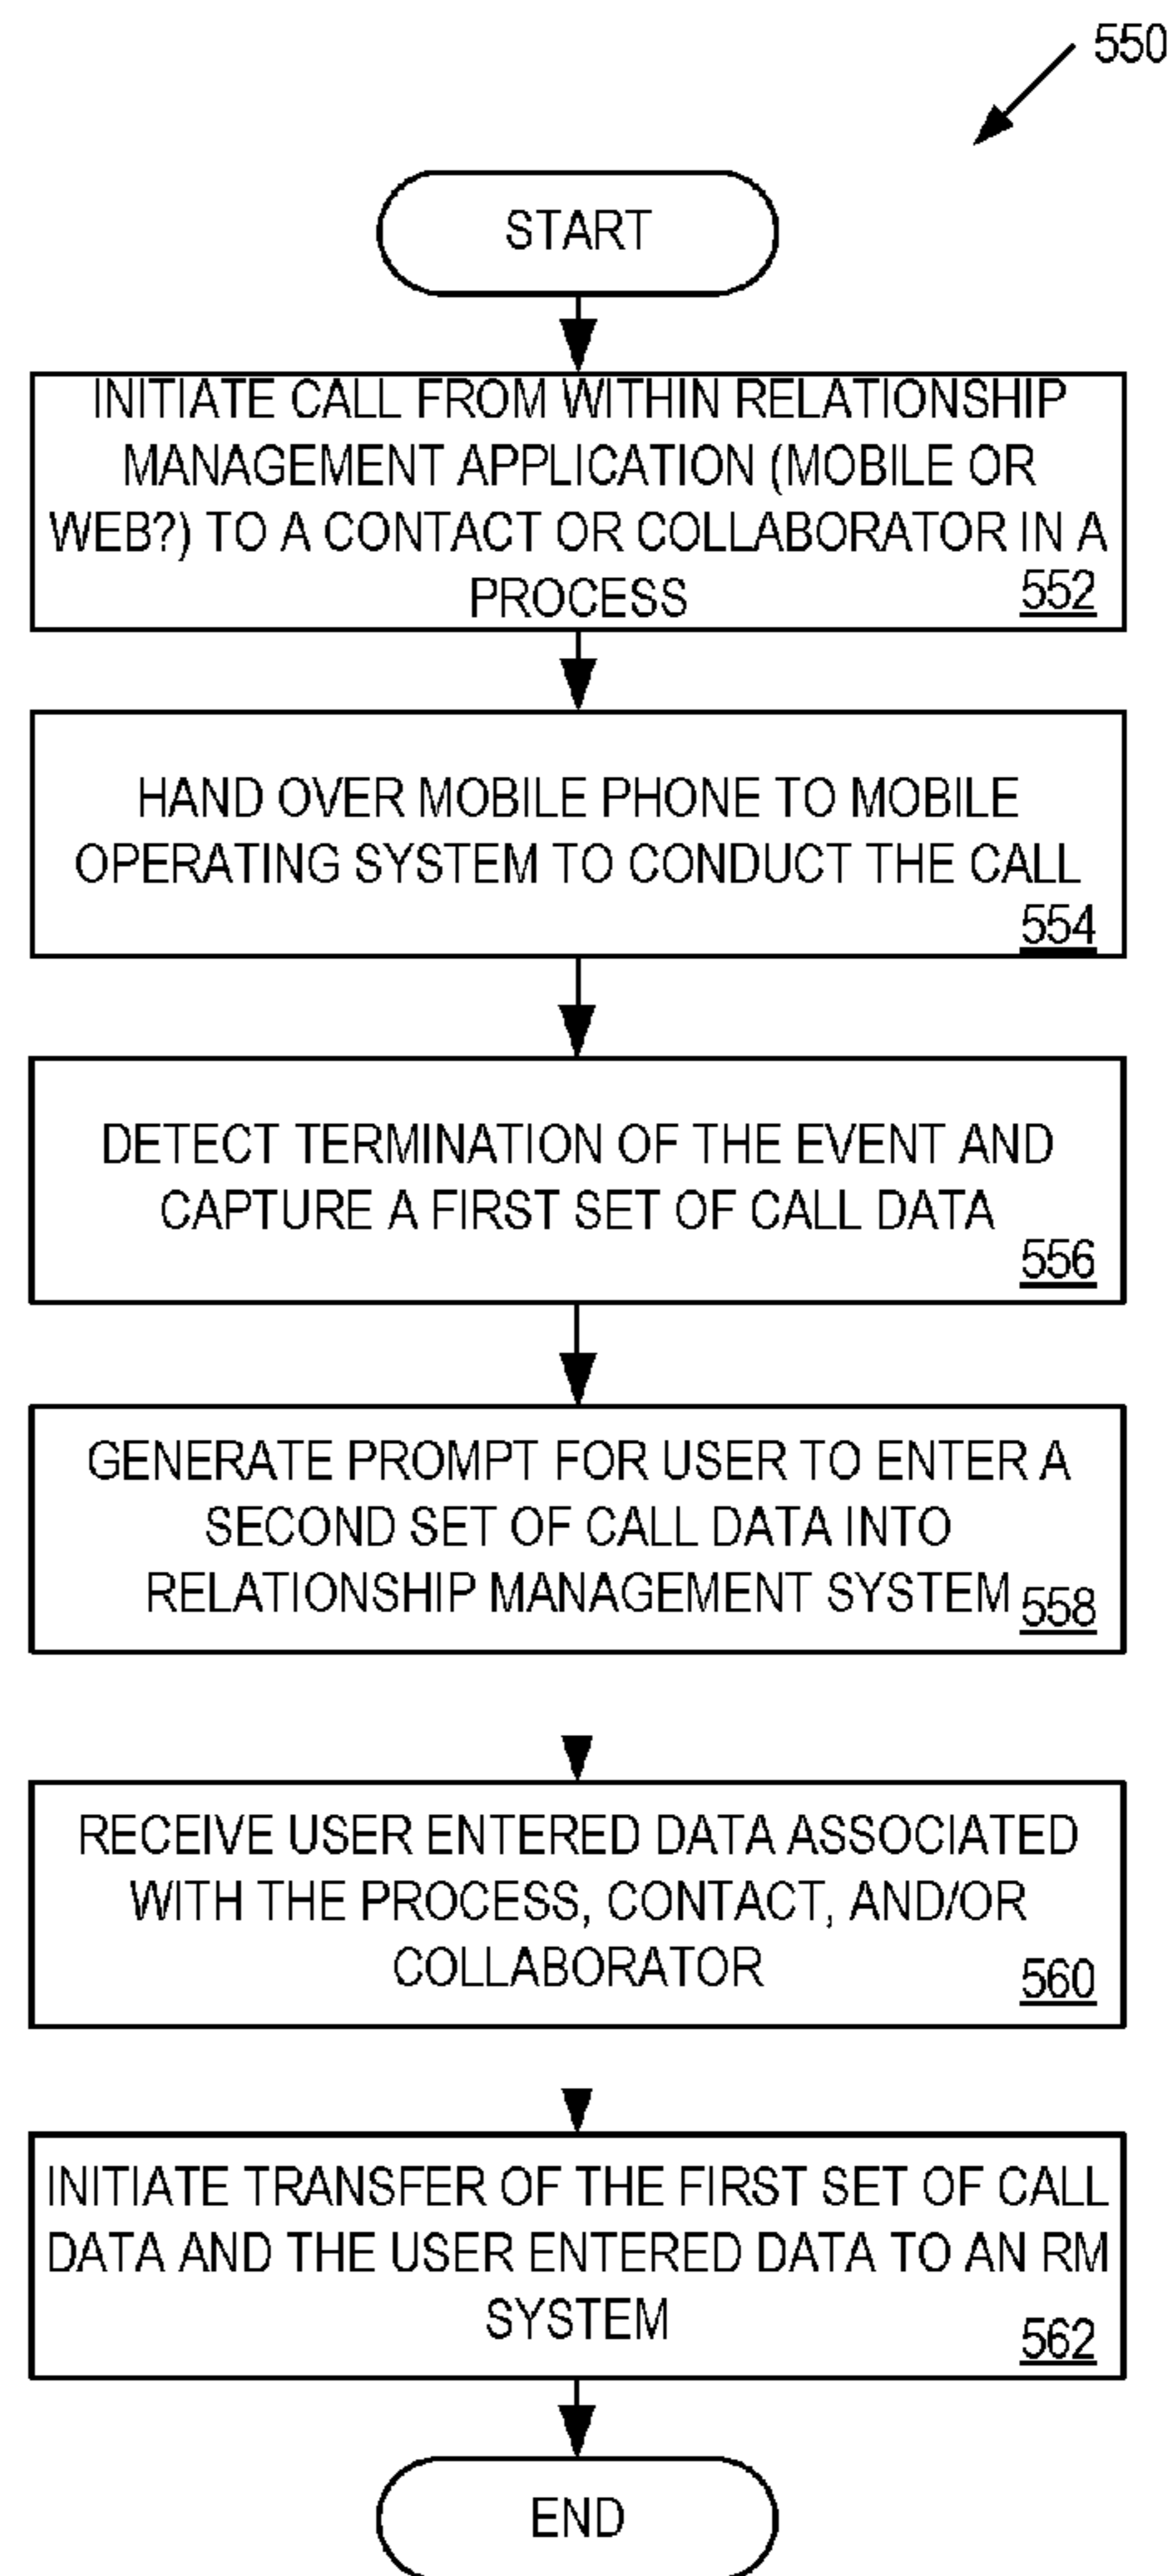 550
START
INITIATE CALL FROM WITHIN RELATIONSHIP
MANAGEMENT APPLICATION (MOBILE OR
WEB?) TO A CONTACT OR COLLABORATOR IN A
PROCESS
552
HAND OVER MOBILE PHONE TO MOBILE
OPERATING SYSTEM TO CONDUCT THE CALL
554
DETECT TERMINATION OF THE EVENT AND
CAPTURE A FIRST SET OF CALL DATA
556
GENERATE PROMPT FOR USER TO ENTER A
SECOND SET OF CALL DATA INTO
RELATIONSHIP MANAGEMENT SYSTEM
558
RECEIVE USER ENTERED DATA ASSOCIATED
WITH THE PROCESS, CONTACT, AND/OR
COLLABORATOR
560
INITIATE TRANSFER OF THE FIRST SET OF CALL
DATA AND THE USER ENTERED DATA TO AN RM
SYSTEM
562
END